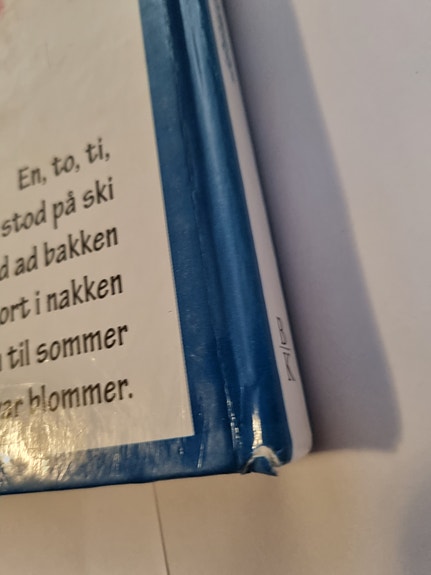 En, to, ti,
stod på ski
ad bakken
i nakken
til sommer
blommer.